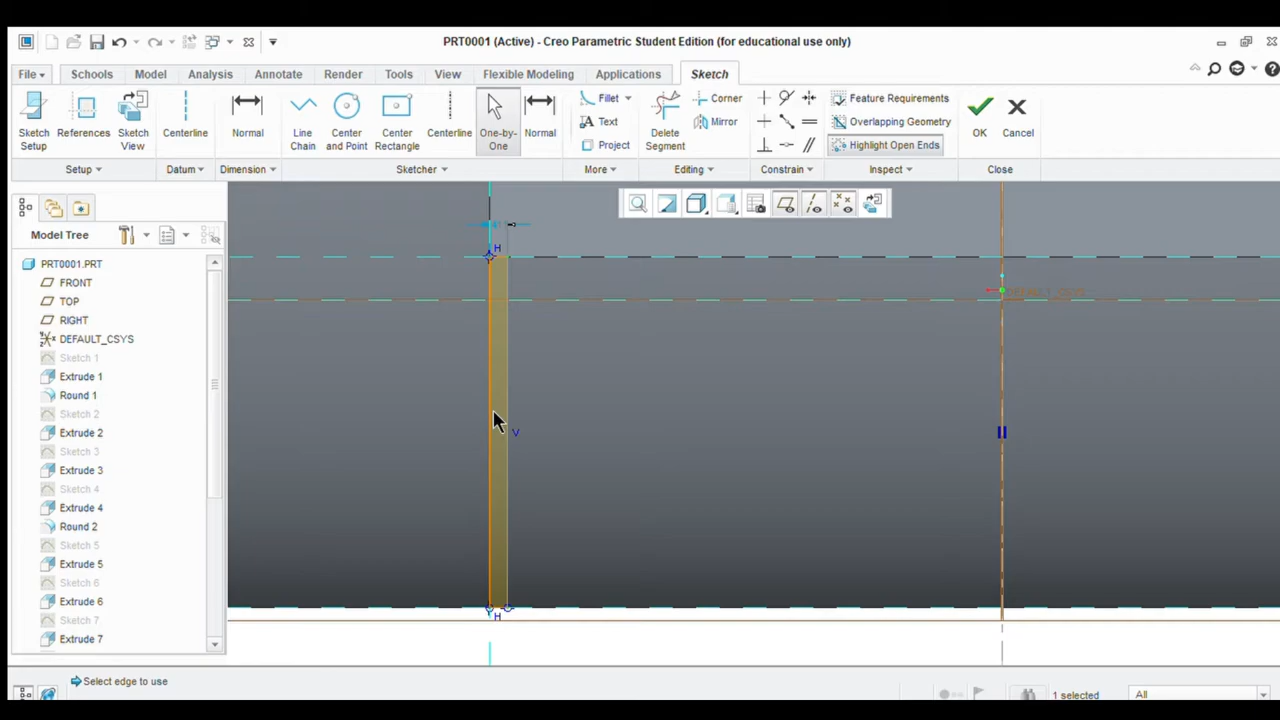 PRT0001 (Active) - Creo Parametric Student Edition (for educational use only)
File Schools Model Analysis Annotate Render Tools View Flexible Modeling Applications Sketch
Sketch Setup References Sketch View Centerline Normal Line Chain Center and Point Center Rectangle Centerline One-by-One Normal
Fillet
Text
Project
Delete Segment
Corner
Mirror
Feature Requirements
Overlapping Geometry
Highlight Open Ends
OK Cancel
Setup Datum Dimension Sketcher More Editing Constrain Inspect Close
Model Tree
PRT0001.PRT
FRONT
TOP
RIGHT
DEFAULT_CSYS
Sketch 1
Extrude 1
Round 1
Sketch 2
Extrude 2
Sketch 3
Extrude 3
Sketch 4
Extrude 4
Round 2
Sketch 5
Extrude 5
Sketch 6
Extrude 6
Sketch 7
Extrude 7
H
V
H
DEFAULT_CSYS
Select edge to use
1 selected
All